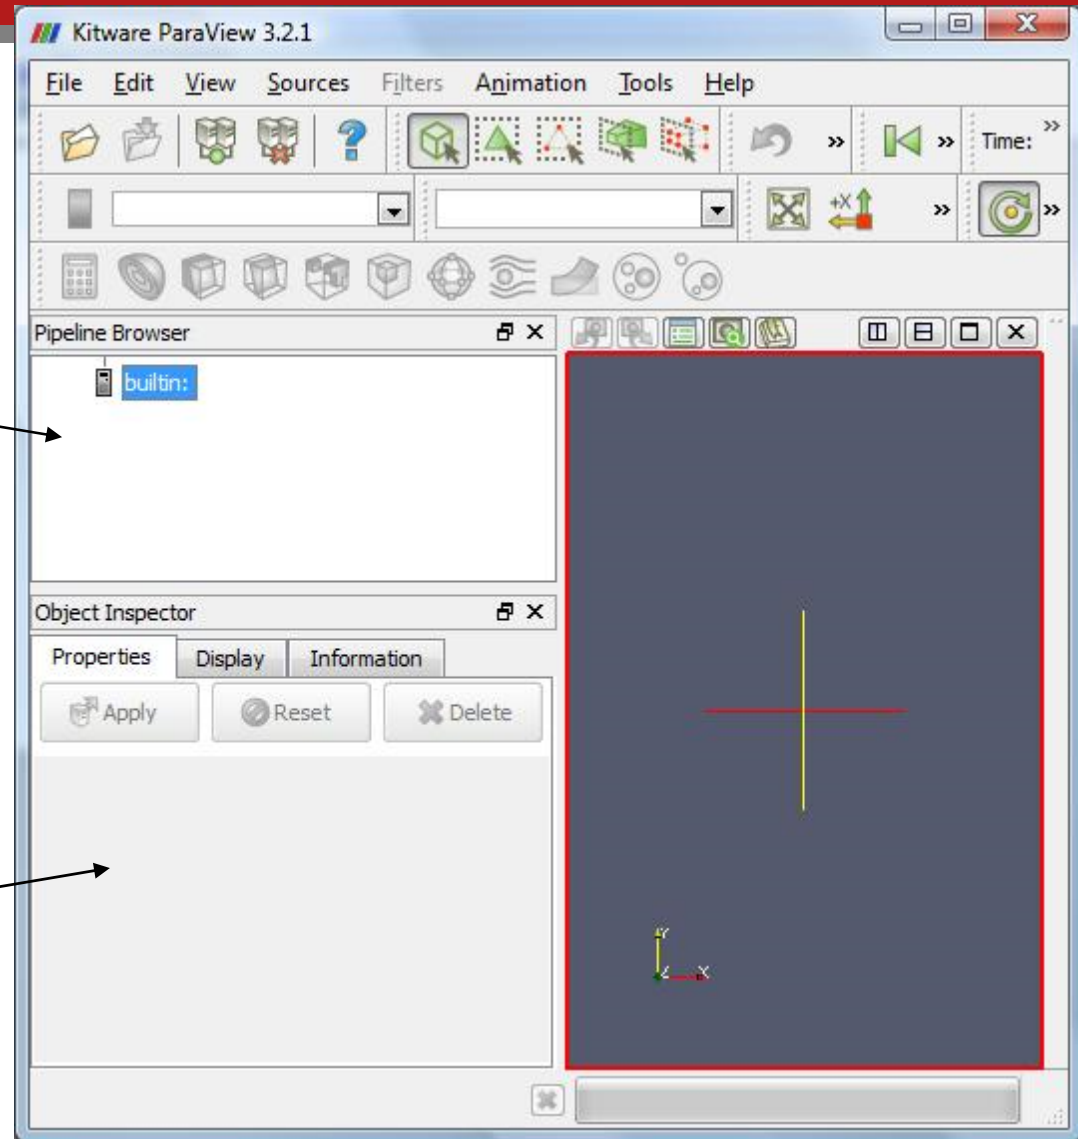 Kitware ParaView 3.2.1
File Edit View Sources Filters Animation Tools Help
Time:
+X
Pipeline Browser
builtin:
Object Inspector
Properties Display Information
Apply Reset Delete
Y
Z X